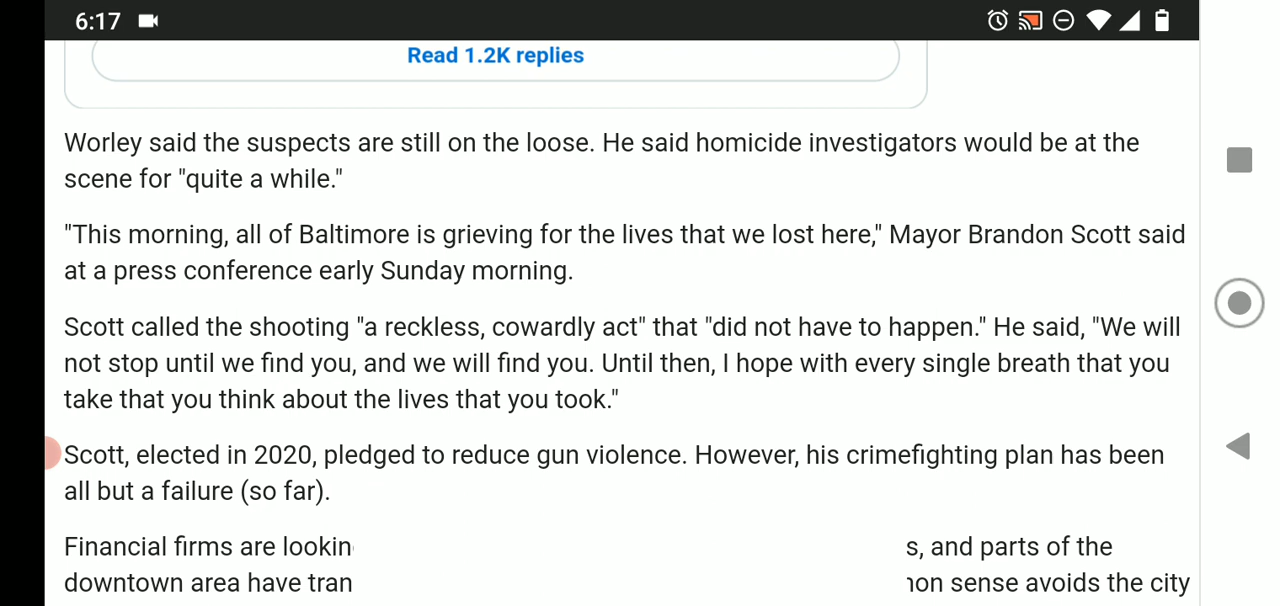 6:17
Read 1.2K replies
Worley said the suspects are still on the loose. He said homicide investigators would be at the
scene for "quite a while."
"This morning, all of Baltimore is grieving for the lives that we lost here," Mayor Brandon Scott said
at a press conference early Sunday morning.
Scott called the shooting "a reckless, cowardly act" that "did not have to happen." He said, "We will
not stop until we find you, and we will find you. Until then, I hope with every single breath that you
take that you think about the lives that you took."
Scott, elected in 2020, pledged to reduce gun violence. However, his crimefighting plan has been
all but a failure (so far).
Financial firms are s, and parts of the
downtown area have sense avoids the city